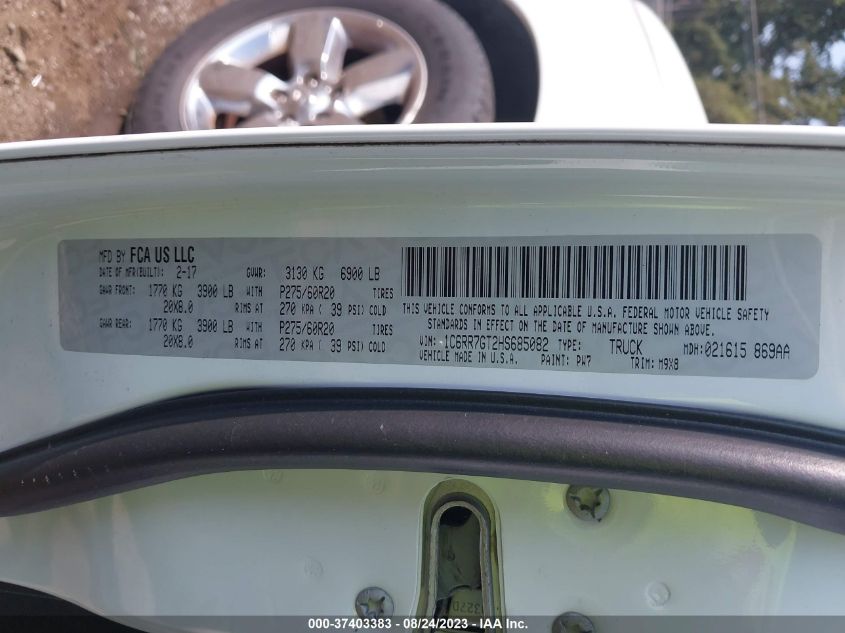 MFD BY FCA US LLC
DATE OF MFR(BUILT): 2-17 GVWR: 3130 KG 6900 LB
GAWR FRONT: 1770 KG 3900 LB WITH P275/60R20 TIRES
20X8.0 RIMS AT 270 KPA ( 39 PSI) COLD
GAWR REAR: 1770 KG 3900 LB WITH P275/60R20 TIRES
20X8.0 RIMS AT 270 KPA ( 39 PSI) COLD
THIS VEHICLE CONFORMS TO ALL APPLICABLE U.S.A. FEDERAL MOTOR VEHICLE SAFETY
STANDARDS IN EFFECT ON THE DATE OF MANUFACTURE SHOWN ABOVE.
VIN: 1C6RR7GT2HS685082 TYPE: TRUCK MDH:021615 869AA
VEHICLE MADE IN U.S.A. PAINT: PW7 TRIM: M9X8
000-37403383 - 08/24/2023 - IAA Inc.